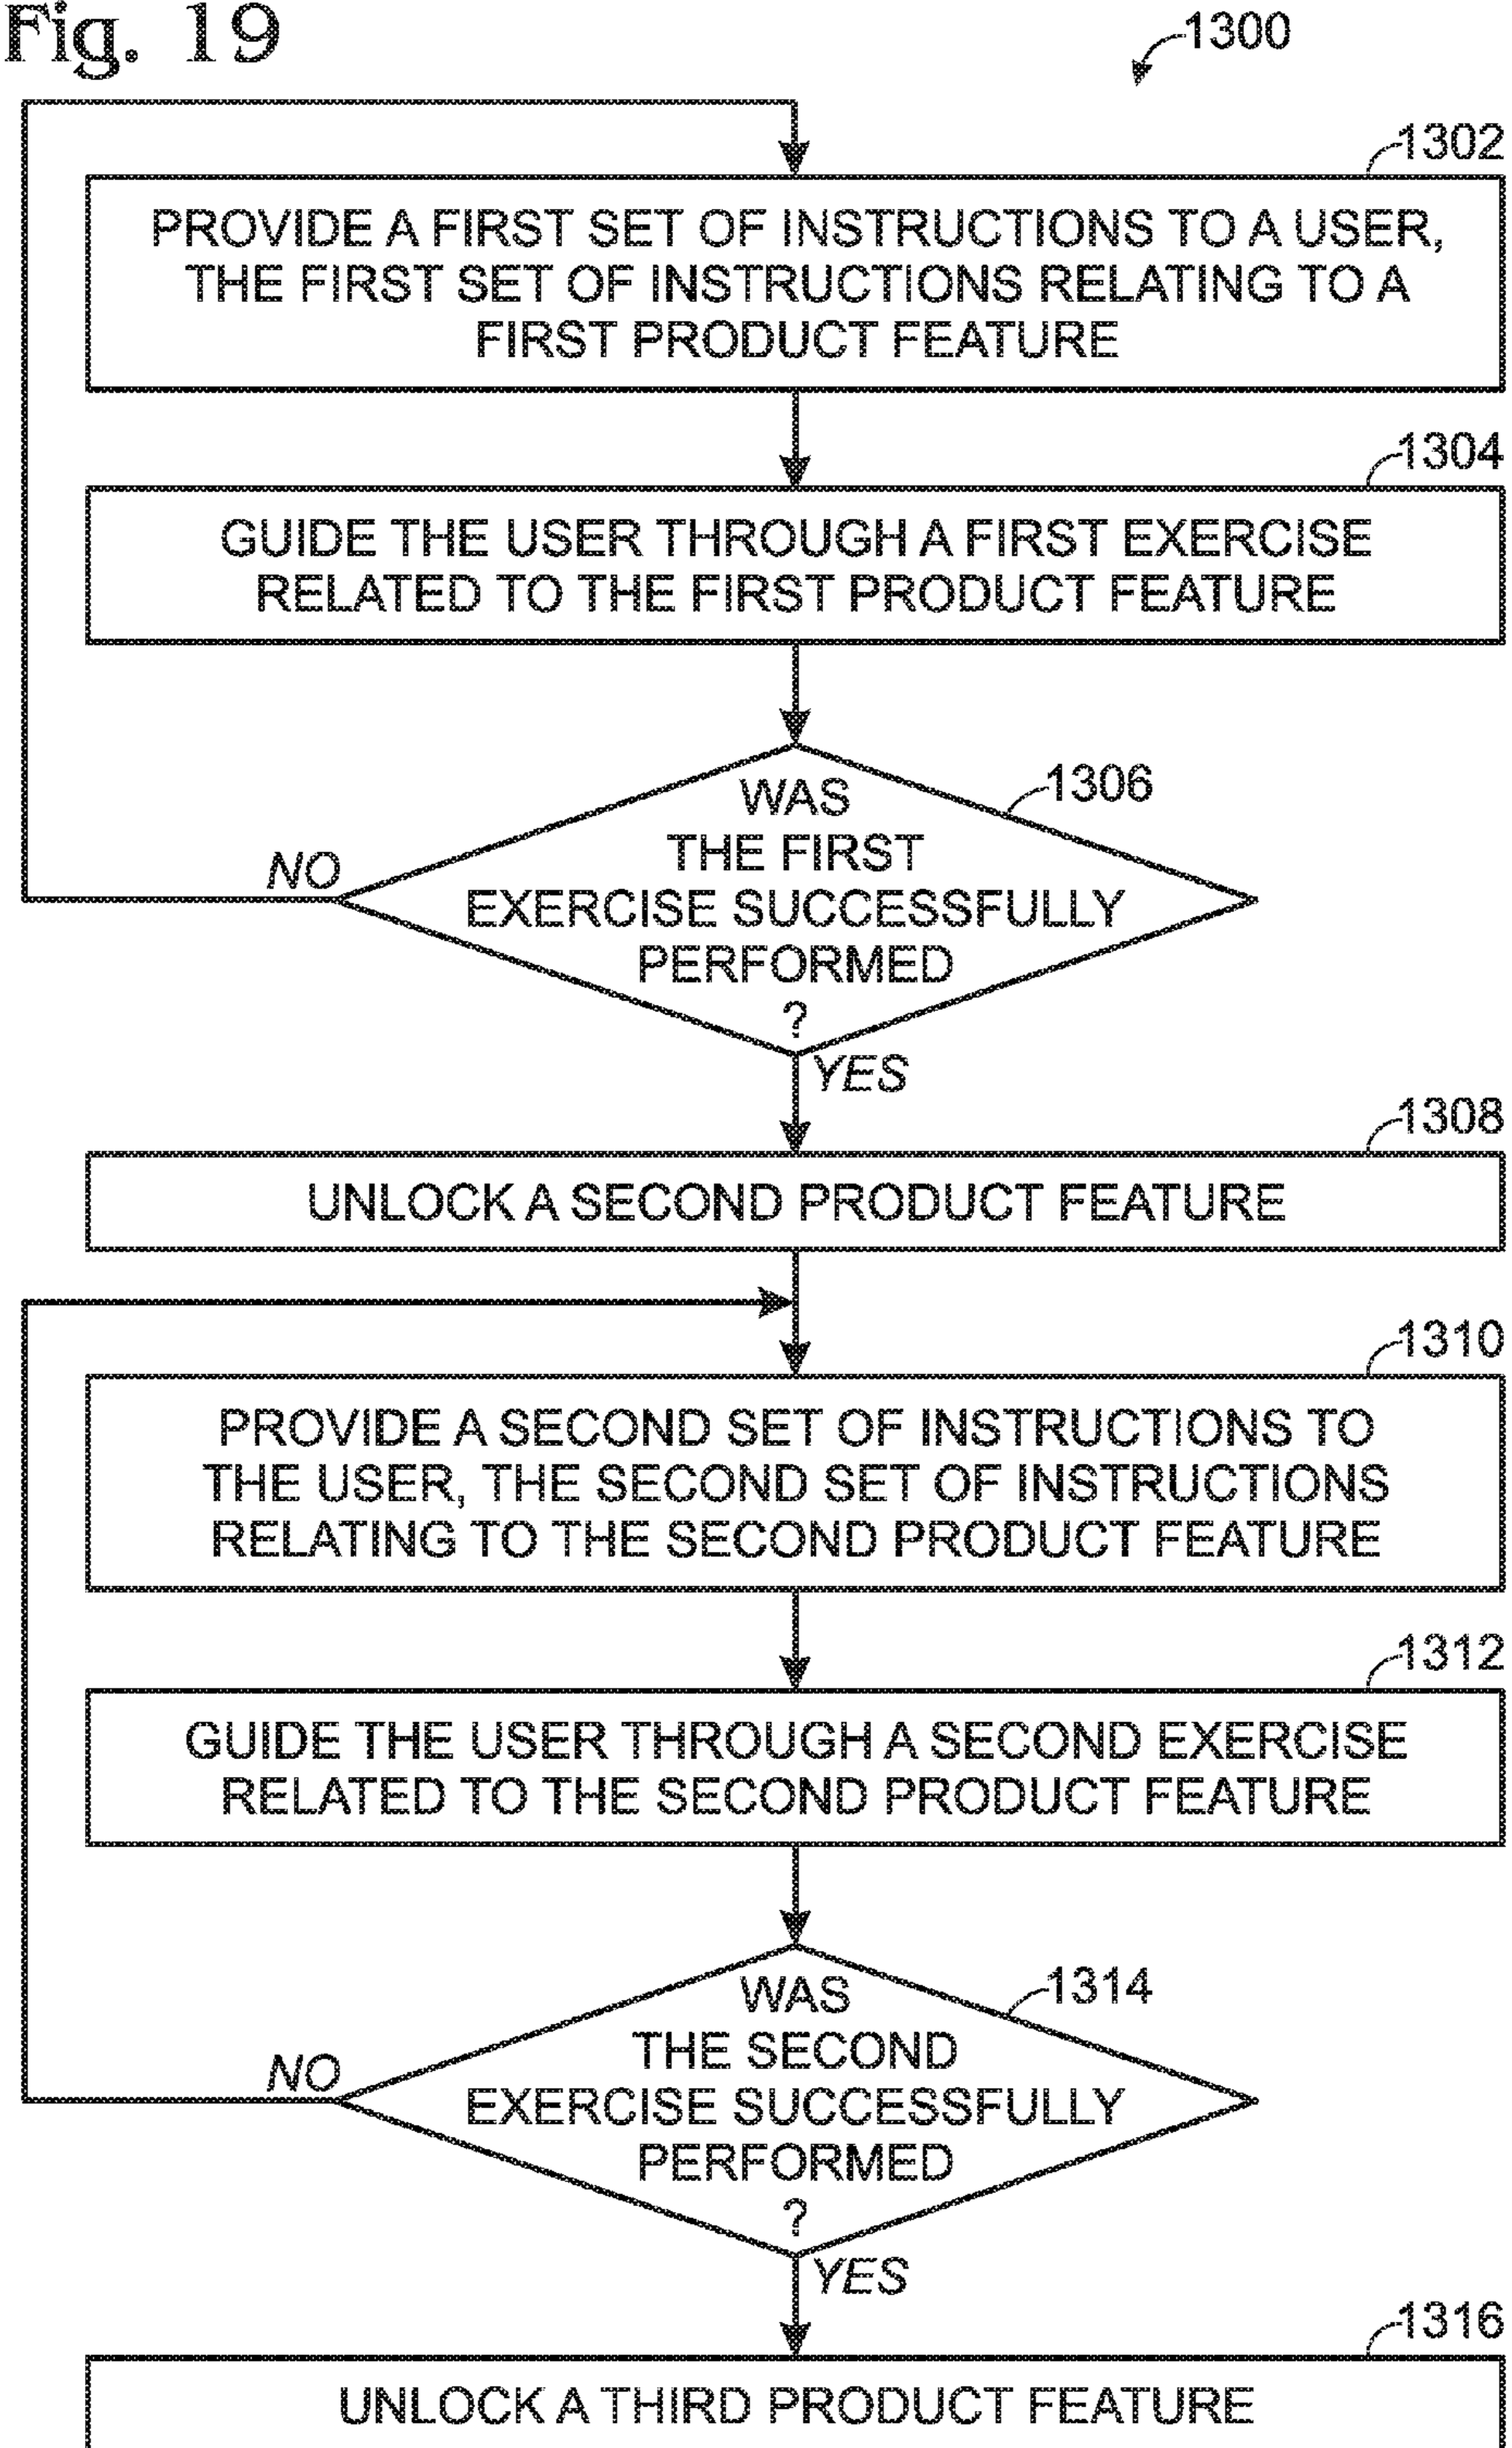 Fig. 19
1300
1302
PROVIDE A FIRST SET OF INSTRUCTIONS TO A USER,
THE FIRST SET OF INSTRUCTIONS RELATING TO A
FIRST PRODUCT FEATURE
1304
GUIDE THE USER THROUGH A FIRST EXERCISE
RELATED TO THE FIRST PRODUCT FEATURE
1306
WAS
THE FIRST
EXERCISE SUCCESSFULLY
PERFORMED
?
NO
YES
1308
UNLOCK A SECOND PRODUCT FEATURE
1310
PROVIDE A SECOND SET OF INSTRUCTIONS TO
THE USER, THE SECOND SET OF INSTRUCTIONS
RELATING TO THE SECOND PRODUCT FEATURE
1312
GUIDE THE USER THROUGH A SECOND EXERCISE
RELATED TO THE SECOND PRODUCT FEATURE
1314
WAS
THE SECOND
EXERCISE SUCCESSFULLY
PERFORMED
?
NO
YES
1316
UNLOCK A THIRD PRODUCT FEATURE